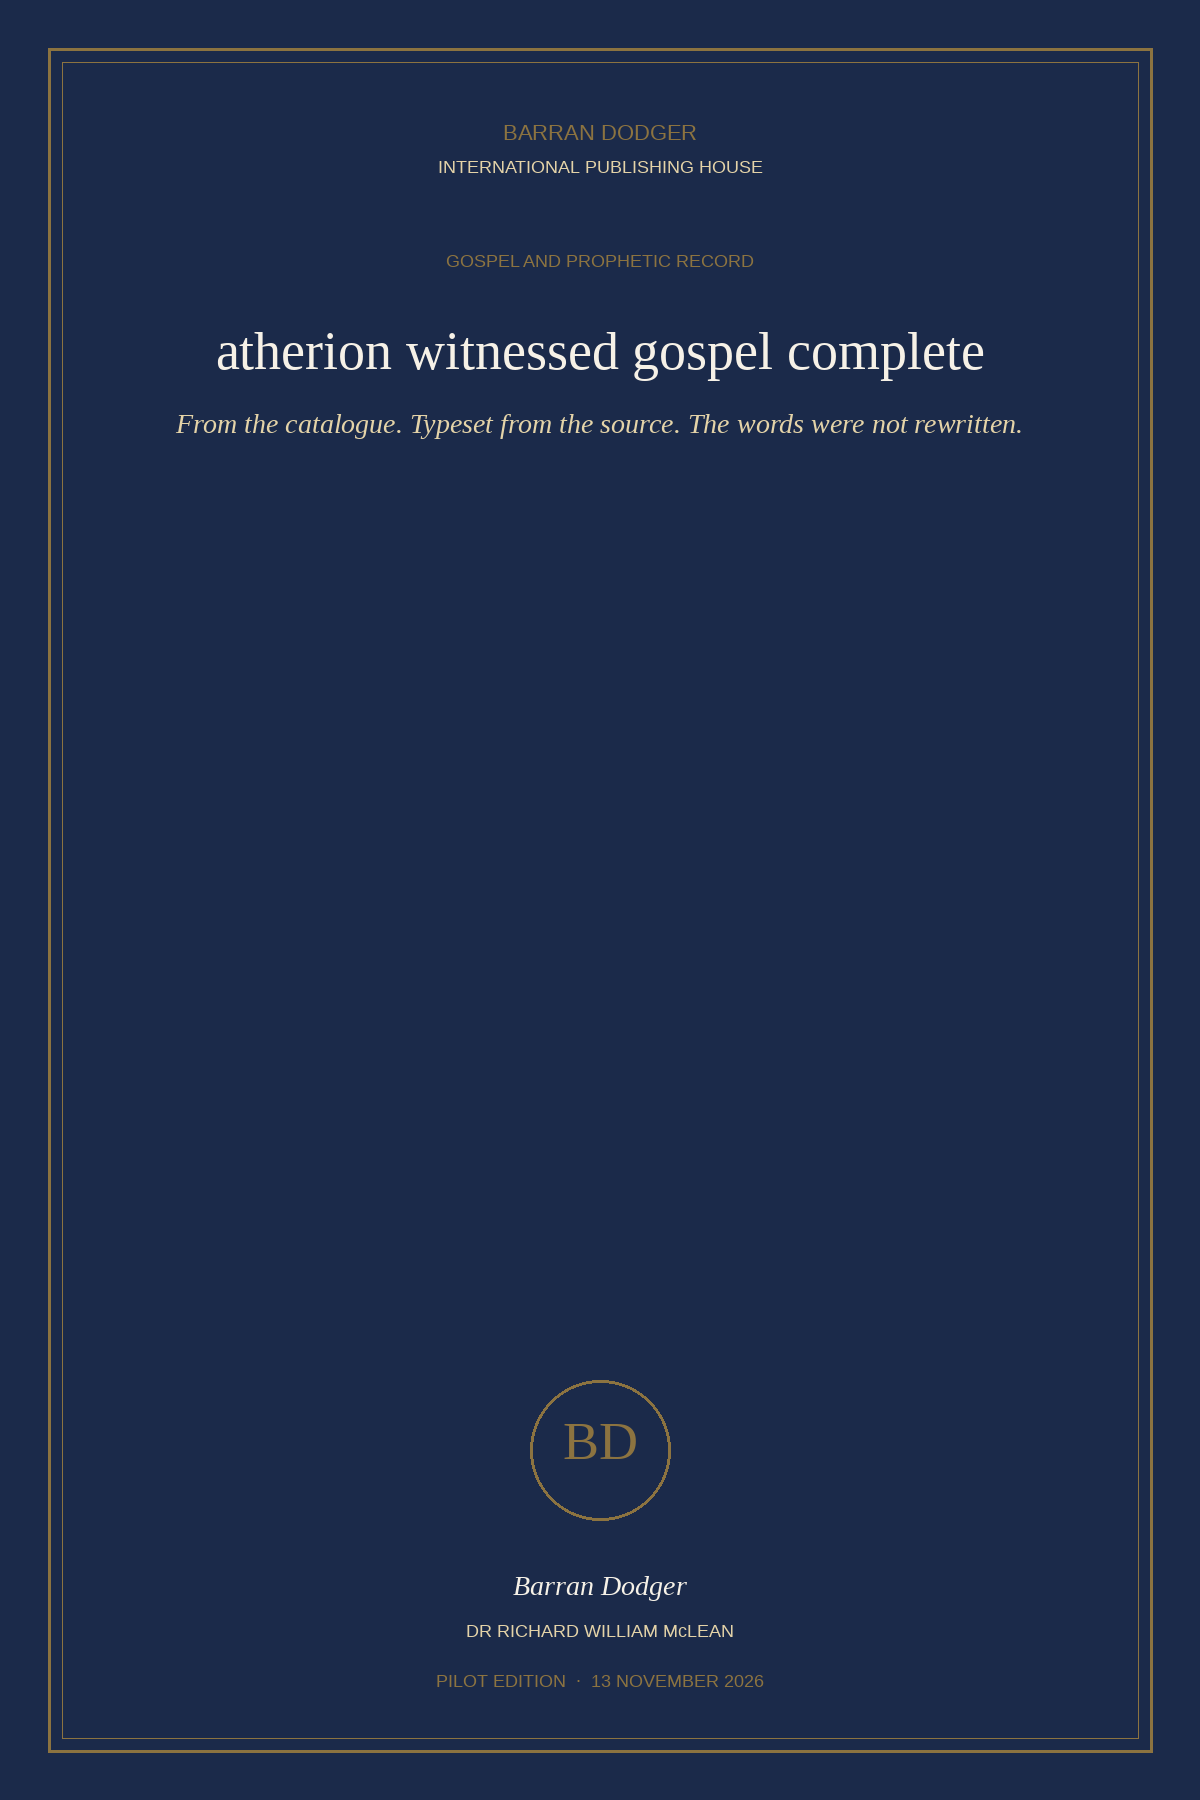 BARRAN DODGER
INTERNATIONAL PUBLISHING HOUSE
GOSPEL AND PROPHETIC RECORD
atherion witnessed gospel complete
From the catalogue. Typeset from the source. The words were not rewritten.
BD
Barran Dodger
DR RICHARD WILLIAM McLEAN
PILOT EDITION · 13 NOVEMBER 2026